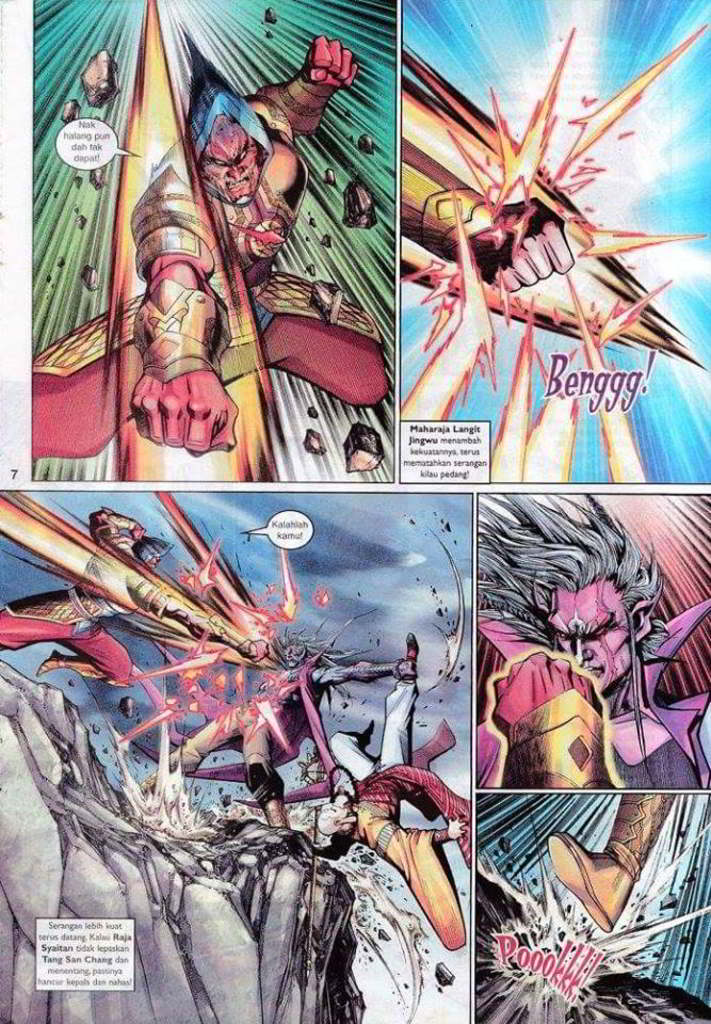 Nak
halang pun
dah tak
dapat!
Benggg!
Maharaja Langit
Jingwu menambah
kekuatannya, terus
mematahkan serangan
kilau pedang!
7
Kalahlah
kamu!
Serangan lebih kuat
terus datang. Kalau Raja
Syaitan tidak lepaskan
Tang San Chang dan
menentang, pastinya
hancur kepala dan nahas!
Poookkk!